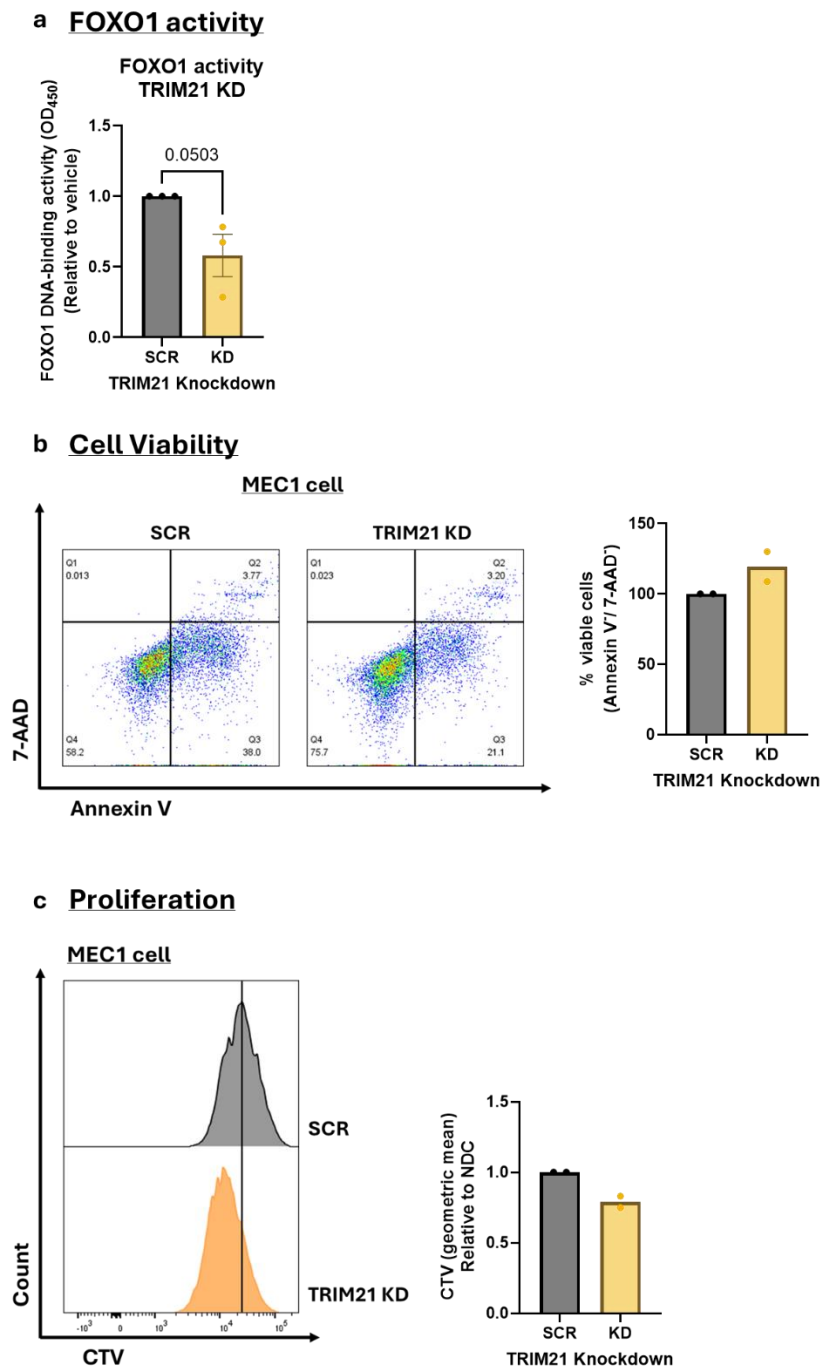 a FOXO1 activity
FOXO1 activity
TRIM21 KD
FOXO1 DNA-binding activity (OD450)
(Relative to vehicle)
1.5
1.0
0.5
0.0
0.0503
SCR KD
TRIM21 Knockdown
b Cell Viability
MEC1 cell
SCR
TRIM21 KD
Q1
0.013
Q2
3.77
Q4
58.2
Q3
38.0
Q1
0.023
Q2
3.20
Q4
75.7
Q3
21.1
7-AAD
Annexin V
% viable cells
(Annexin V-/ 7-AAD-)
150
100
50
0
SCR KD
TRIM21 Knockdown
c Proliferation
MEC1 cell
SCR
TRIM21 KD
Count
-10³ 0 10³ 10⁴ 10⁵
CTV
CTV (geometric mean)
Relative to NDC
1.5
1.0
0.5
0.0
SCR KD
TRIM21 Knockdown